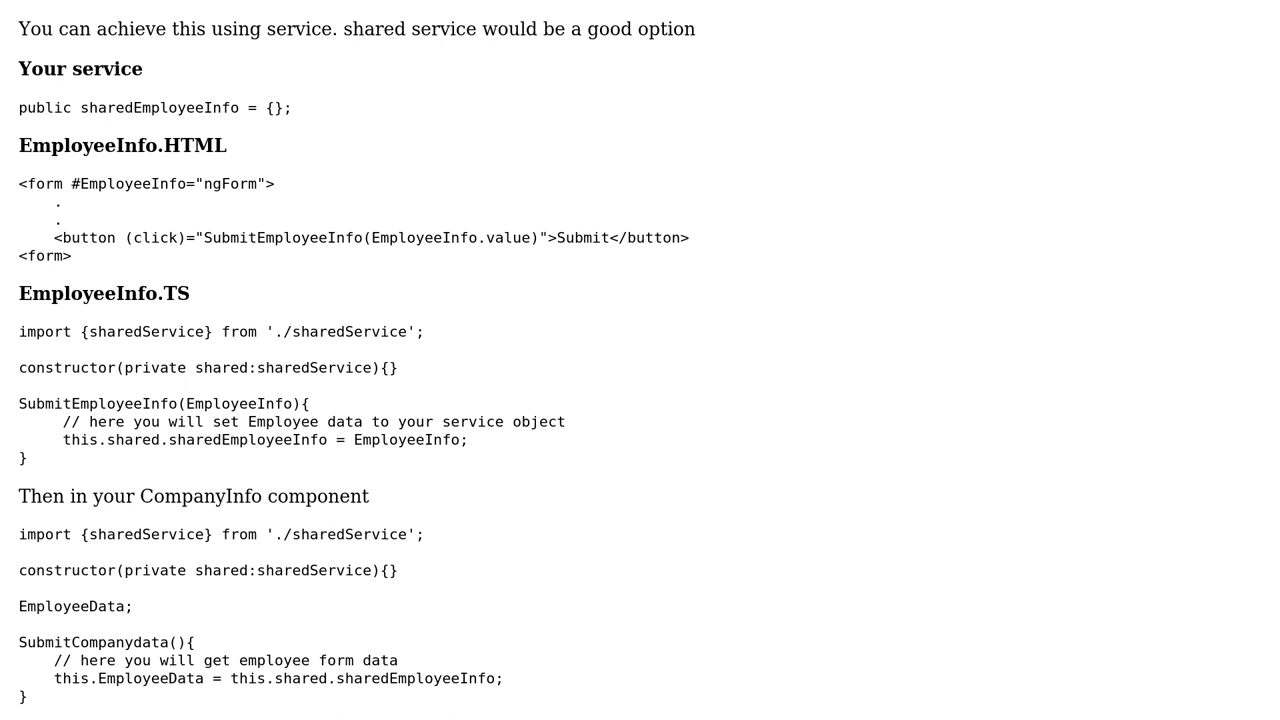 You can achieve this using service. shared service would be a good option
Your service
public sharedEmployeeInfo = {};
EmployeeInfo.HTML
<form #EmployeeInfo="ngForm">
    .
    .
    <button (click)="SubmitEmployeeInfo(EmployeeInfo.value)">Submit</button>
<form>
EmployeeInfo.TS
import {sharedService} from './sharedService';
constructor(private shared:sharedService){}
SubmitEmployeeInfo(EmployeeInfo){
     // here you will set Employee data to your service object
     this.shared.sharedEmployeeInfo = EmployeeInfo;
}
Then in your CompanyInfo component
import {sharedService} from './sharedService';
constructor(private shared:sharedService){}
EmployeeData;
SubmitCompanydata(){
    // here you will get employee form data
    this.EmployeeData = this.shared.sharedEmployeeInfo;
}